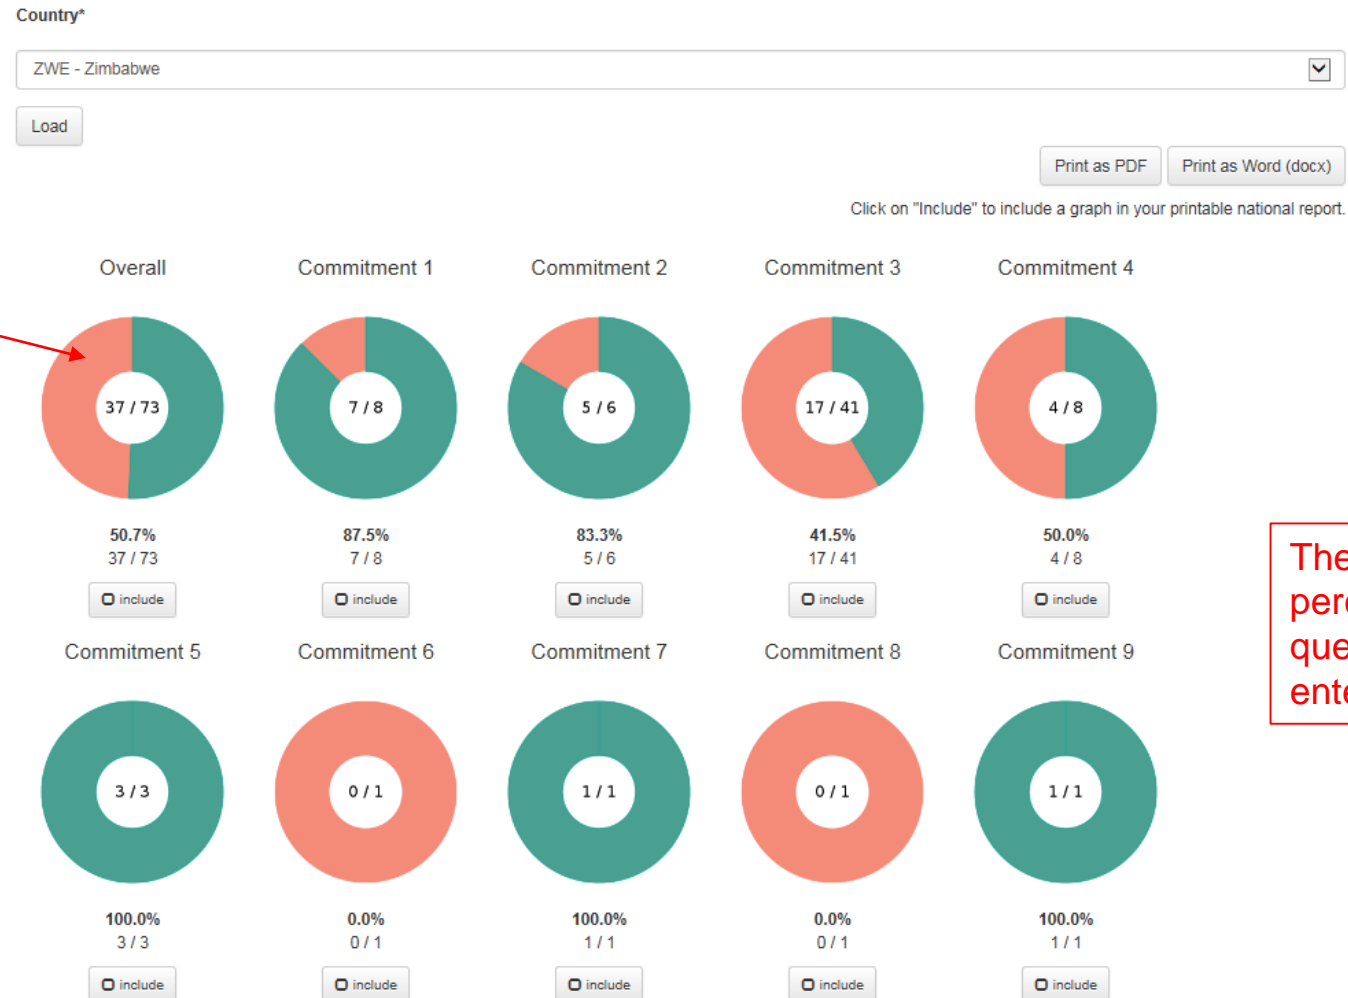 Country*
ZWE - Zimbabwe
Load
Print as PDF Print as Word (docx)
Click on "Include" to include a graph in your printable national report.
Overall Commitment 1 Commitment 2 Commitment 3 Commitment 4
37 / 73 7 / 8 5 / 6 17 / 41 4 / 8
50.7% 87.5% 83.3% 41.5% 50.0%
37 / 73 7 / 8 5 / 6 17 / 41 4 / 8
include include include include include
The
Commitment 5 Commitment 6 Commitment 7 Commitment 8 Commitment 9
3 / 3 0 / 1 1 / 1 0 / 1 1 / 1
100.0% 0.0% 100.0% 0.0% 100.0%
3 / 3 0 / 1 1 / 1 0 / 1 1 / 1
include include include include include